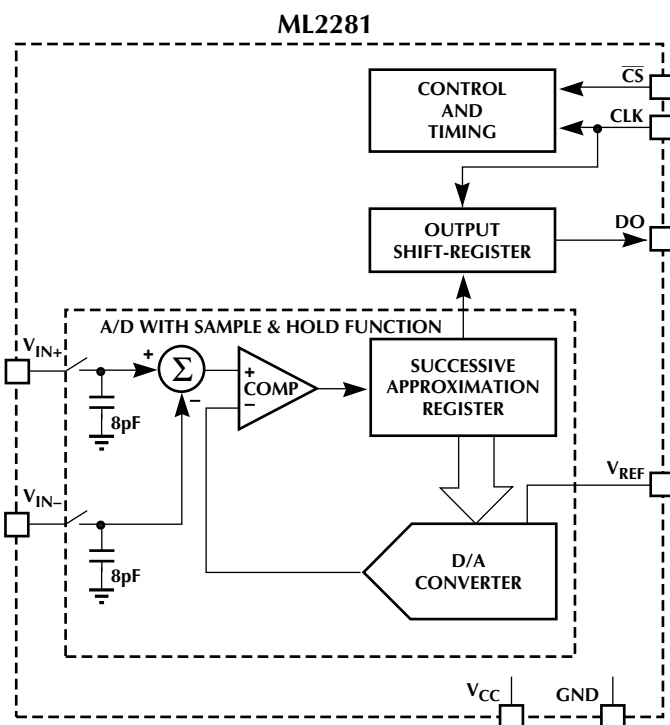 ML2281
CS
CONTROL
AND
TIMING
CLK
OUTPUT
SHIFT-REGISTER
DO
A/D WITH SAMPLE & HOLD FUNCTION
VIN+
+
Σ
−
+
COMP
−
SUCCESSIVE
APPROXIMATION
REGISTER
8pF
VREF
VIN−
D/A
CONVERTER
8pF
VCC
GND